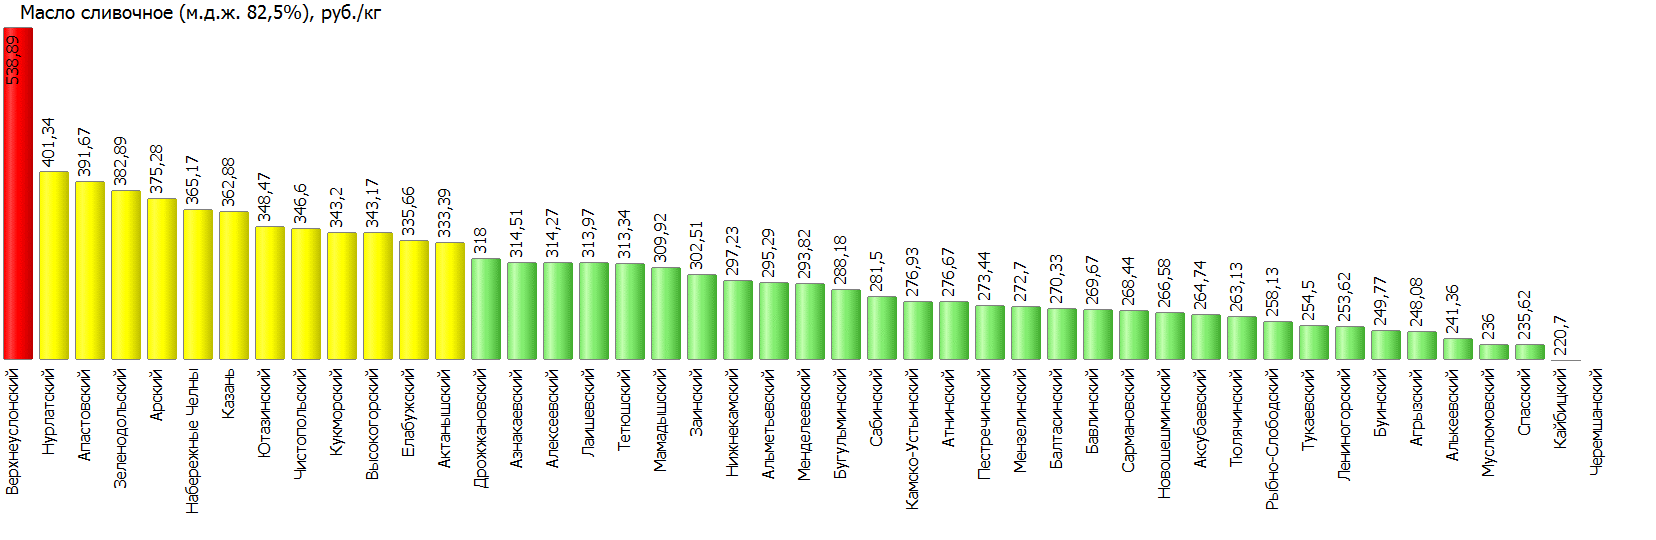 Масло сливочное (м.д.ж. 82,5%), руб./кг
538,89
401,34
391,67
382,89
375,28
365,17
362,88
348,47
346,6
343,2
343,17
335,66
333,39
318
314,51
314,27
313,97
313,34
309,92
302,51
297,23
295,29
293,82
288,18
281,5
276,93
276,67
273,44
272,7
270,33
269,67
268,44
266,58
264,74
263,13
258,13
254,5
253,62
249,77
248,08
241,36
236
235,62
220,7
Верхнеуслонский
Нурлатский
Апастовский
Зеленодольский
Арский
Набережные Челны
Казань
Ютазинский
Чистопольский
Кукморский
Высокогорский
Елабужский
Актанышский
Дрожжановский
Азнакаевский
Алексеевский
Лаишевский
Тетюшский
Мамадышский
Заинский
Нижнекамский
Альметьевский
Менделеевский
Бугульминский
Сабинский
Камско-Устьинский
Атнинский
Пестречинский
Мензелинский
Балтасинский
Бавлинский
Сармановский
Новошешминский
Аксубаевский
Тюлячинский
Рыбно-Слободский
Тукаевский
Лениногорский
Буинский
Агрызский
Алькеевский
Муслюмовский
Спасский
Кайбицкий
Черемшанский